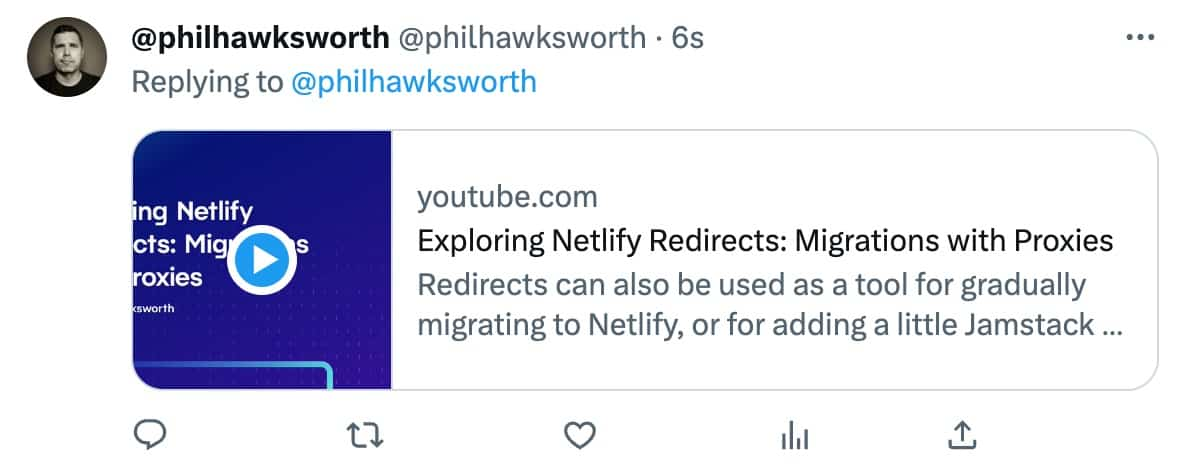 @philhawksworth @philhawksworth · 6s
Replying to @philhawksworth
ing Netlify
cts: Mig s
roxies
ksworth
youtube.com
Exploring Netlify Redirects: Migrations with Proxies
Redirects can also be used as a tool for gradually
migrating to Netlify, or for adding a little Jamstack ...